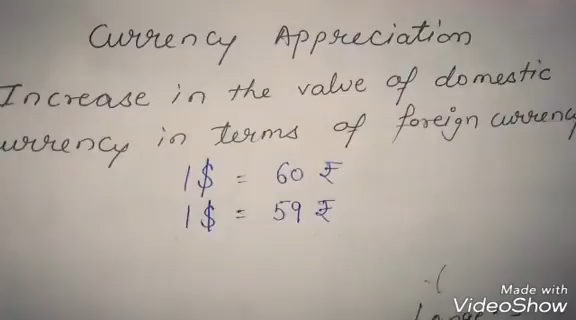 Currency Appreciation
Increase in the value of domestic
urrency in terms of foreign currency
1$ = 60 ₹
1$ = 59 ₹
Made with
VideoShow